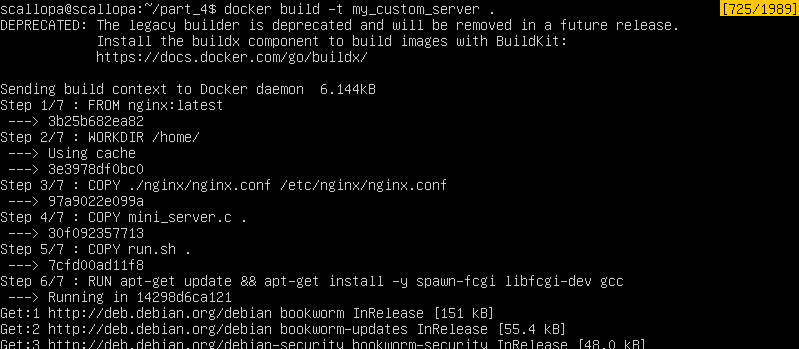 scallopa@scallopa:~/part_4$ docker build -t my_custom_server .
[725/1989]
DEPRECATED: The legacy builder is deprecated and will be removed in a future release.
Install the buildx component to build images with BuildKit:
https://docs.docker.com/go/buildx/
Sending build context to Docker daemon  6.144kB
Step 1/7 : FROM nginx:latest
---> 3b25b682ea82
Step 2/7 : WORKDIR /home/
---> Using cache
---> 3e3978df0bc0
Step 3/7 : COPY ./nginx/nginx.conf /etc/nginx/nginx.conf
---> 97a9022e099a
Step 4/7 : COPY mini_server.c .
---> 30f092357713
Step 5/7 : COPY run.sh .
---> 7cfd00ad11f8
Step 6/7 : RUN apt-get update && apt-get install -y spawn-fcgi libfcgi-dev gcc
---> Running in 14298d6ca121
Get:1 http://deb.debian.org/debian bookworm InRelease [151 kB]
Get:2 http://deb.debian.org/debian bookworm-updates InRelease [55.4 kB]
Get:3 http://deb.debian.org/debian-security bookworm-security InRelease [48.0 kB]